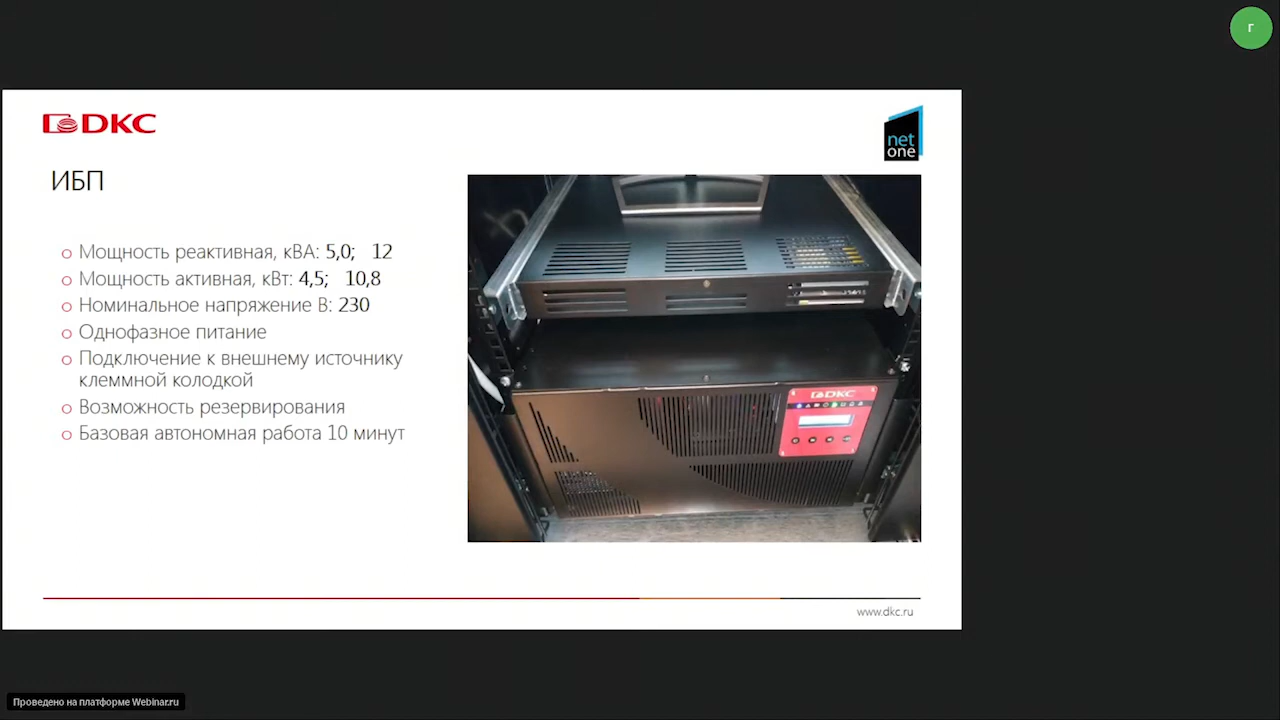 г
DKC
net
one
ИБП
Мощность реактивная, кВА: 5,0; 12
Мощность активная, кВт: 4,5; 10,8
Номинальное напряжение В: 230
Однофазное питание
Подключение к внешнему источнику
клеммной колодкой
Возможность резервирования
Базовая автономная работа 10 минут
DKC
www.dkc.ru
Проведено на платформе Webinar.ru